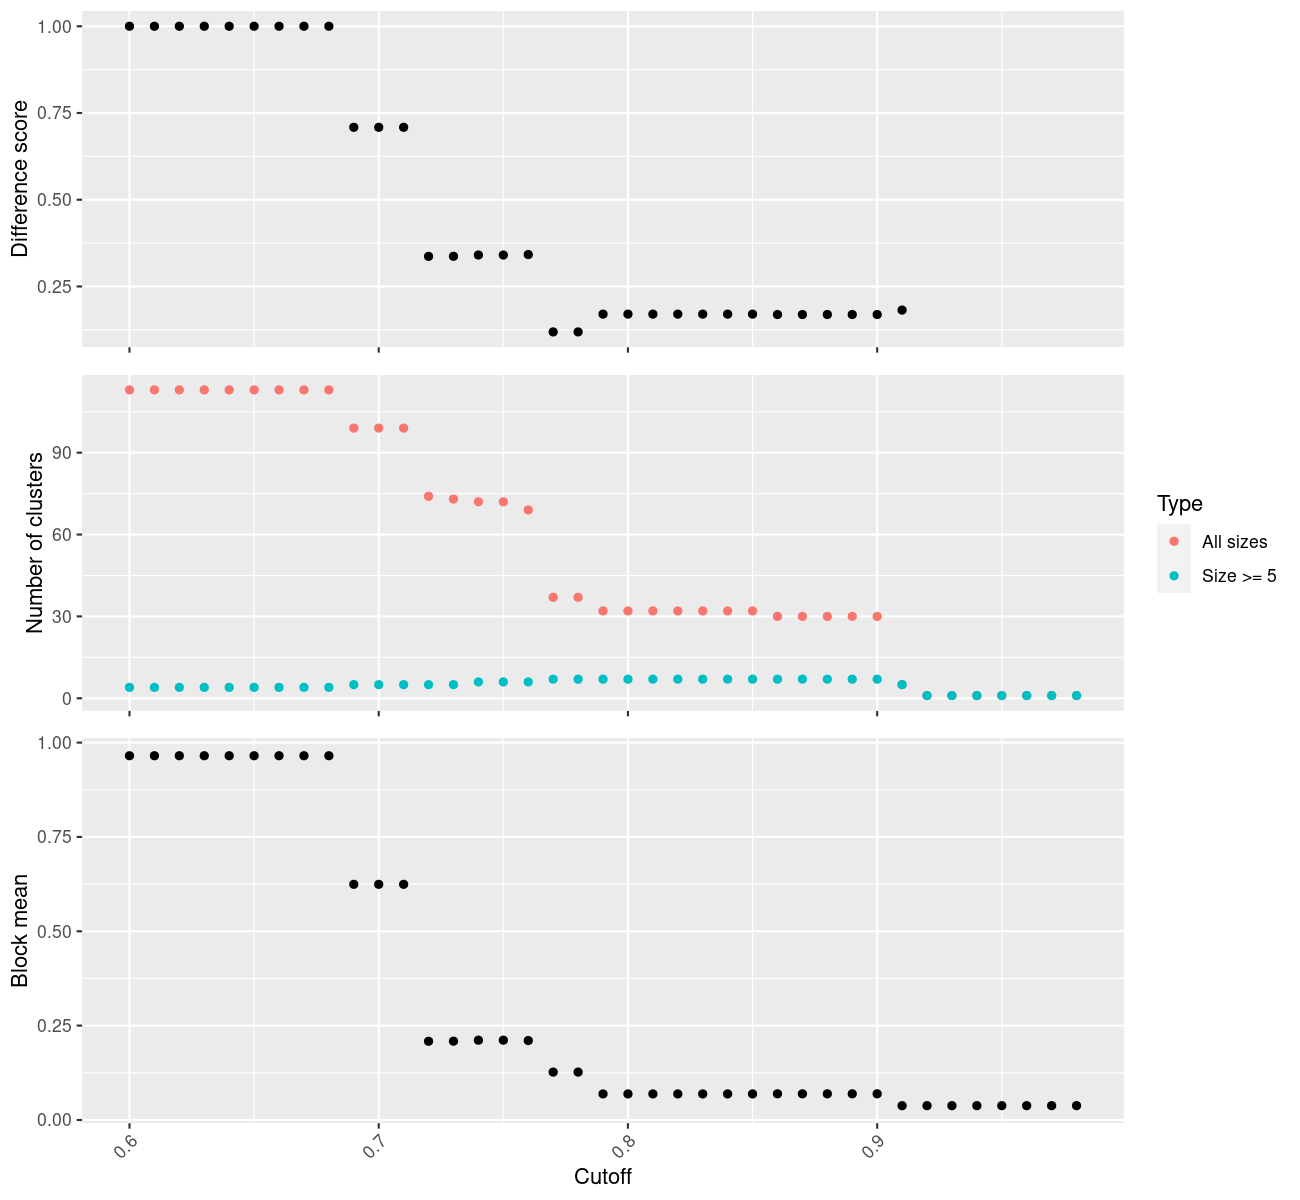 Difference score
1.00
0.75
0.50
0.25
Number of clusters
90
60
30
0
Type
All sizes
Size >= 5
Block mean
1.00
0.75
0.50
0.25
0.00
0.6 0.7 0.8 0.9
Cutoff